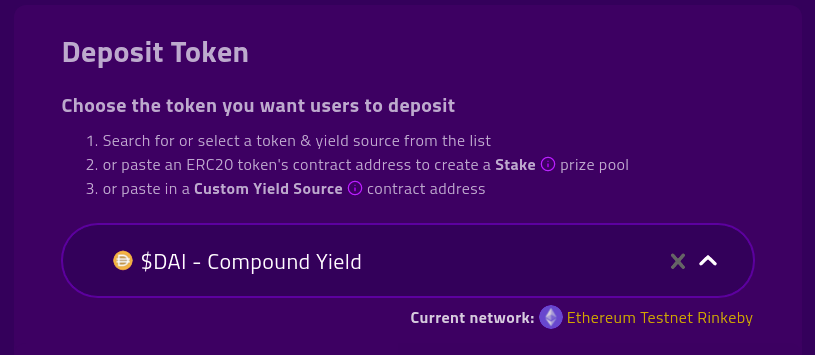 Deposit Token
Choose the token you want users to deposit
1. Search for or select a token & yield source from the list
2. or paste an ERC20 token's contract address to create a Stake prize pool
3. or paste in a Custom Yield Source contract address
$DAI - Compound Yield
Current network: Ethereum Testnet Rinkeby